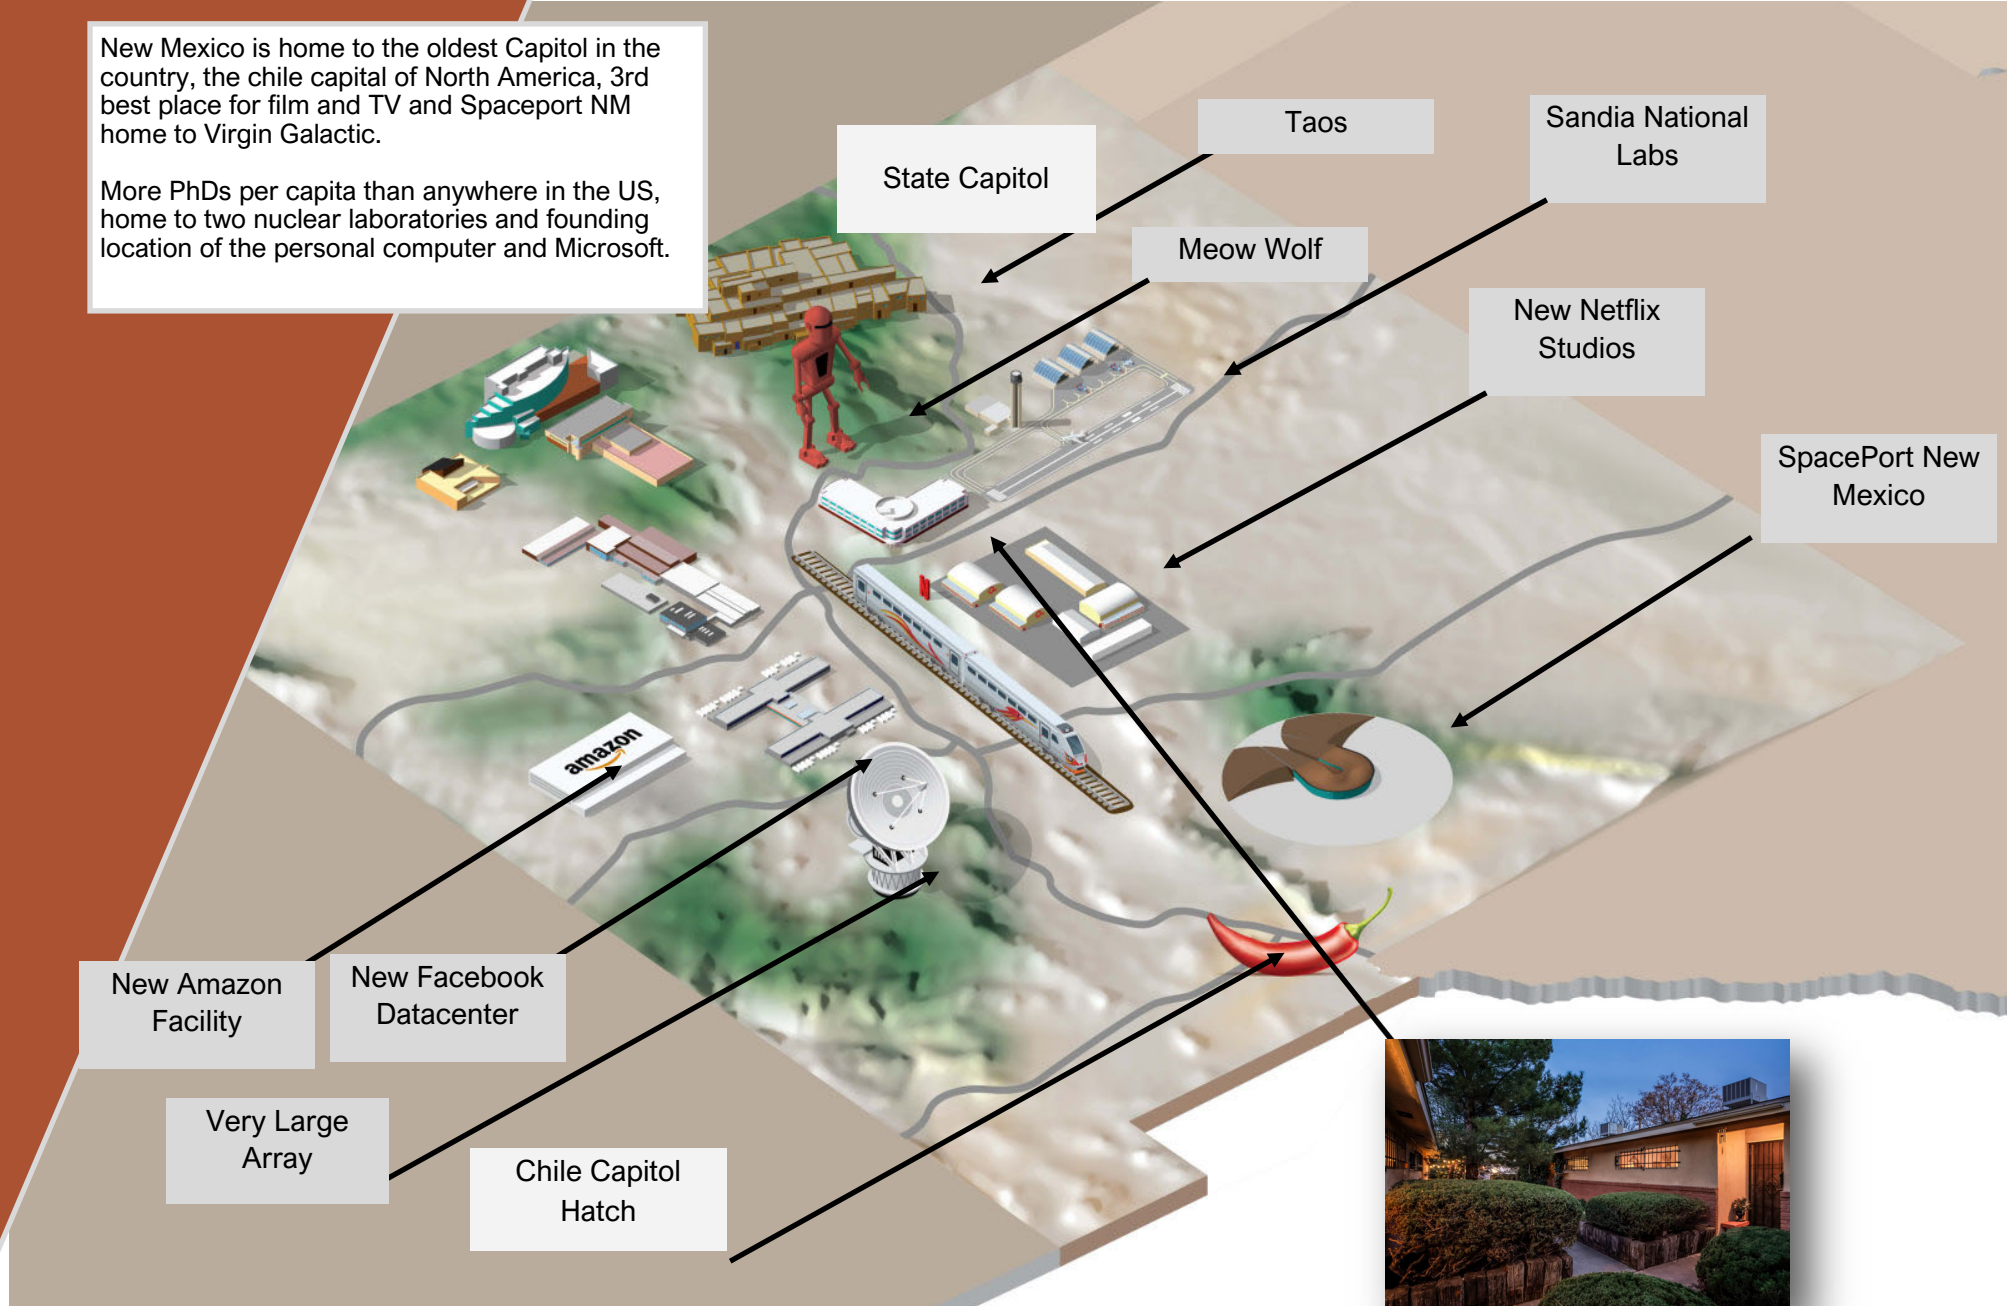 New Mexico is home to the oldest Capitol in the
country, the chile capital of North America, 3rd
best place for film and TV and Spaceport NM
home to Virgin Galactic.
More PhDs per capita than anywhere in the US,
home to two nuclear laboratories and founding
location of the personal computer and Microsoft.
Taos
Sandia National
Labs
State Capitol
Meow Wolf
New Netflix
Studios
SpacePort New
Mexico
amazon
New Amazon
Facility
New Facebook
Datacenter
Very Large
Array
Chile Capitol
Hatch